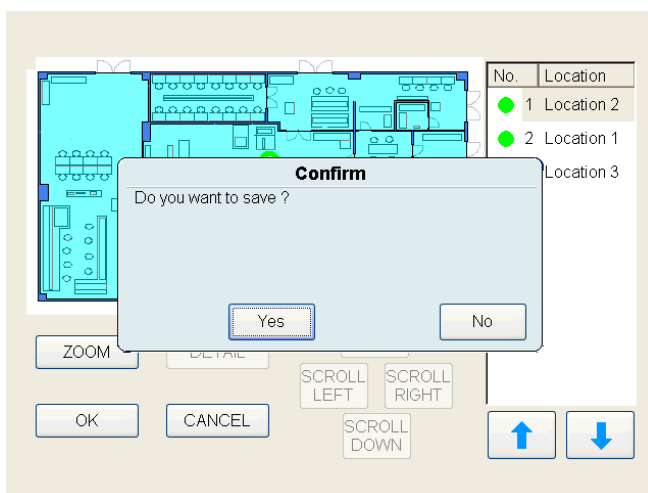 No. Location
1 Location 2
2 Location 1
Location 3
Confirm
Do you want to save ?
Yes No
ZOOM
DETAIL
SCROLL LEFT
SCROLL RIGHT
OK
CANCEL
SCROLL DOWN